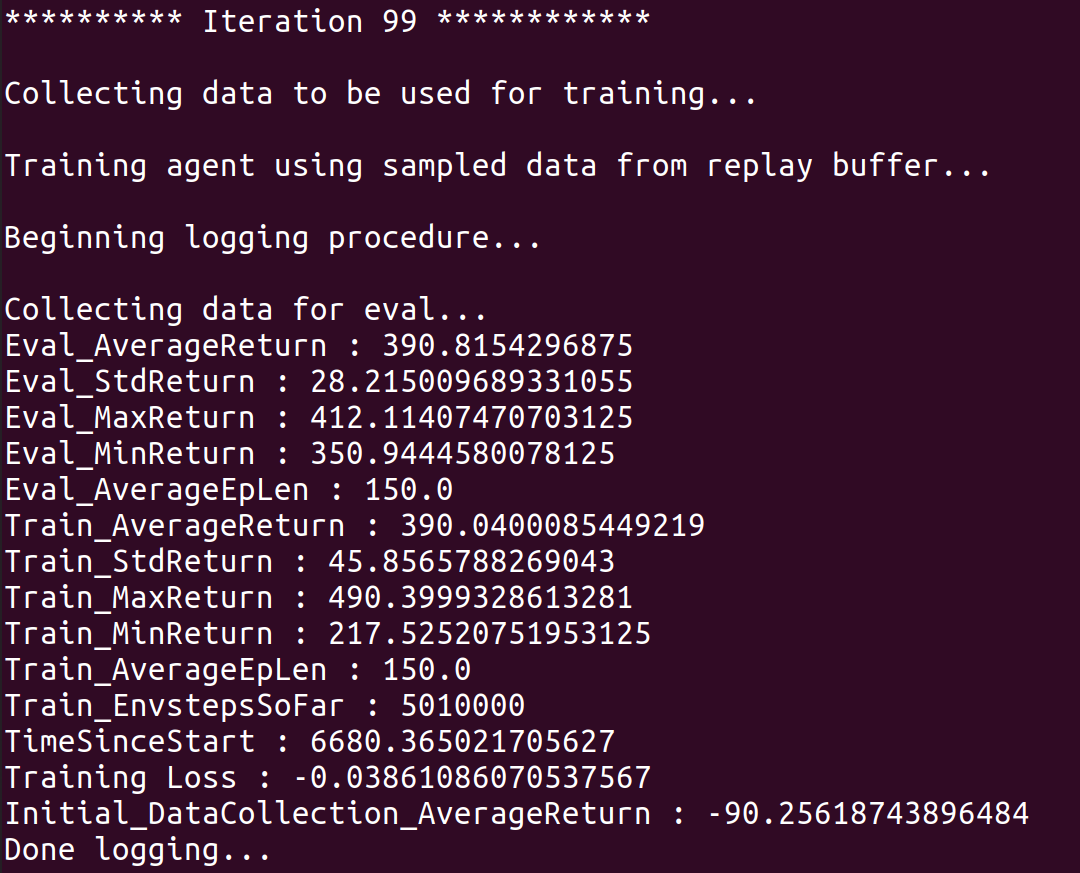 ********** Iteration 99 ************
Collecting data to be used for training...
Training agent using sampled data from replay buffer...
Beginning logging procedure...
Collecting data for eval...
Eval_AverageReturn : 390.8154296875
Eval_StdReturn : 28.215009689331055
Eval_MaxReturn : 412.11407470703125
Eval_MinReturn : 350.9444580078125
Eval_AverageEpLen : 150.0
Train_AverageReturn : 390.0400085449219
Train_StdReturn : 45.8565788269043
Train_MaxReturn : 490.3999328613281
Train_MinReturn : 217.52520751953125
Train_AverageEpLen : 150.0
Train_EnvstepsSoFar : 5010000
TimeSinceStart : 6680.365021705627
Training Loss : -0.03861086070537567
Initial_DataCollection_AverageReturn : -90.25618743896484
Done logging...